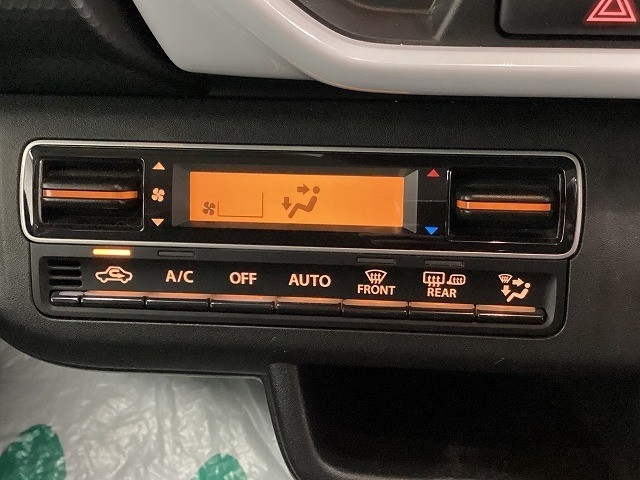 A/C OFF AUTO FRONT REAR